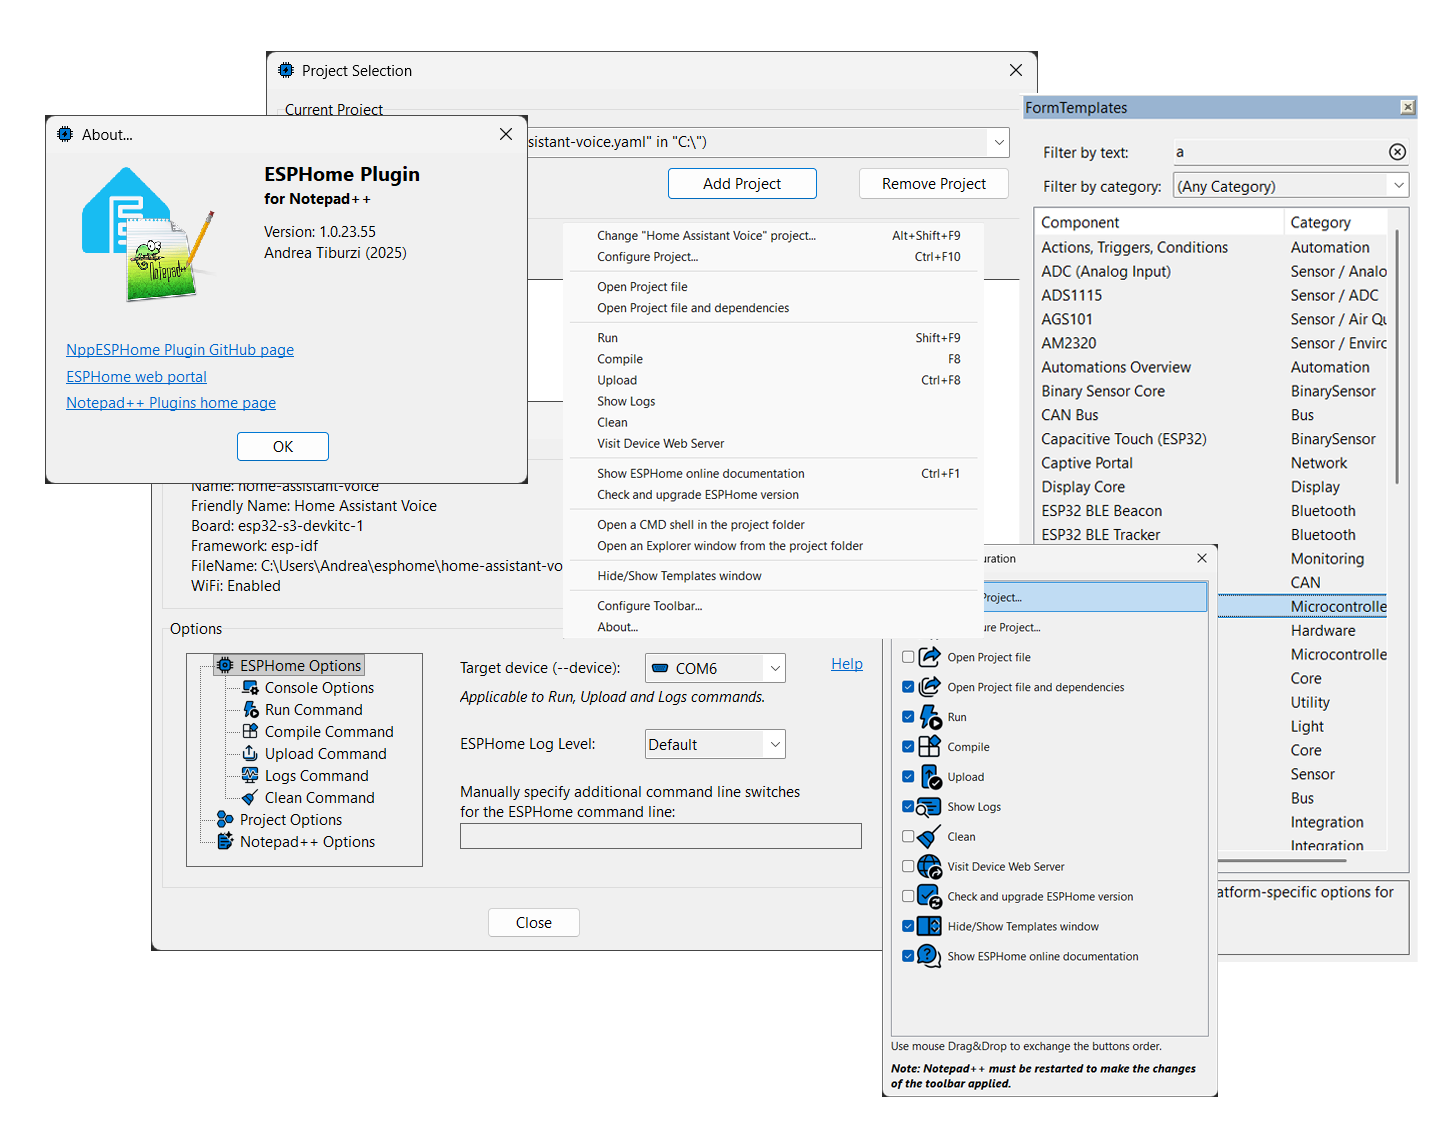 Project Selection
Current Project
sistant-voice.yaml" in "C:\")
Add Project
Remove Project
About...
ESPHome Plugin
for Notepad++
Version: 1.0.23.55
Andrea Tiburzi (2025)
Notepad++
NppESPHome Plugin GitHub page
ESPHome web portal
Notepad++ Plugins home page
OK
Change "Home Assistant Voice" project... Alt+Shift+F9
Configure Project... Ctrl+F10
Open Project file
Open Project file and dependencies
Run Shift+F9
Compile F8
Upload Ctrl+F8
Show Logs
Clean
Visit Device Web Server
Show ESPHome online documentation Ctrl+F1
Check and upgrade ESPHome version
Open a CMD shell in the project folder
Open an Explorer window from the project folder
Hide/Show Templates window
Configure Toolbar...
About...
Name: home-assistant-voice
Friendly Name: Home Assistant Voice
Board: esp32-s3-devkitc-1
Framework: esp-idf
FileName: C:\Users\Andrea\esphome\home-assistant-vo
WiFi: Enabled
Options
ESPHome Options
Console Options
Run Command
Compile Command
Upload Command
Logs Command
Clean Command
Project Options
Notepad++ Options
Target device (--device): COM6
Help
Applicable to Run, Upload and Logs commands.
ESPHome Log Level: Default
Manually specify additional command line switches
for the ESPHome command line:
Close
FormTemplates
Filter by text: a
Filter by category: (Any Category)
Component Category
Actions, Triggers, Conditions Automation
ADC (Analog Input) Sensor / Analo
ADS1115 Sensor / ADC
AGS101 Sensor / Air Qu
AM2320 Sensor / Enviro
Automations Overview Automation
Binary Sensor Core BinarySensor
CAN Bus Bus
Capacitive Touch (ESP32) BinarySensor
Captive Portal Network
Display Core Display
ESP32 BLE Beacon Bluetooth
ESP32 BLE Tracker Bluetooth
Monitoring
CAN
Microcontrolle
Hardware
Microcontrolle
Core
Utility
Light
Core
Sensor
Bus
Integration
Integration
atform-specific options for
uration
Project...
ure Project...
Open Project file
Open Project file and dependencies
Run
Compile
Upload
Show Logs
Clean
Visit Device Web Server
Check and upgrade ESPHome version
Hide/Show Templates window
Show ESPHome online documentation
Use mouse Drag&Drop to exchange the buttons order.
Note: Notepad++ must be restarted to make the changes
of the toolbar applied.